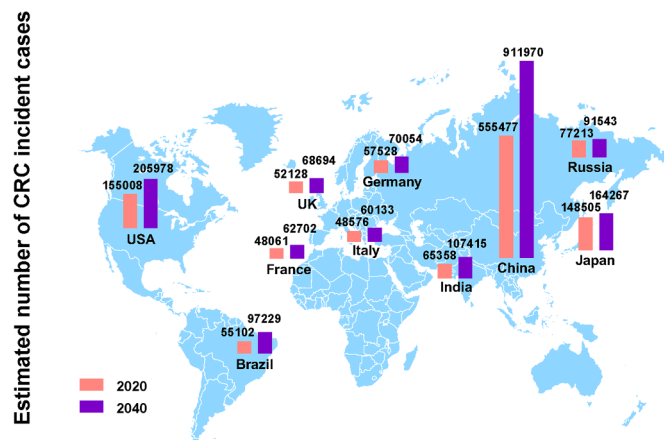 Estimated number of CRC incident cases
911970
555477
91543
77213
Russia
70054
57528
Germany
68694
52128
UK
205978
155008
USA
164267
148505
Japan
60133
48576
Italy
62702
48061
France
107415
65358
India
China
97229
55102
Brazil
2020
2040